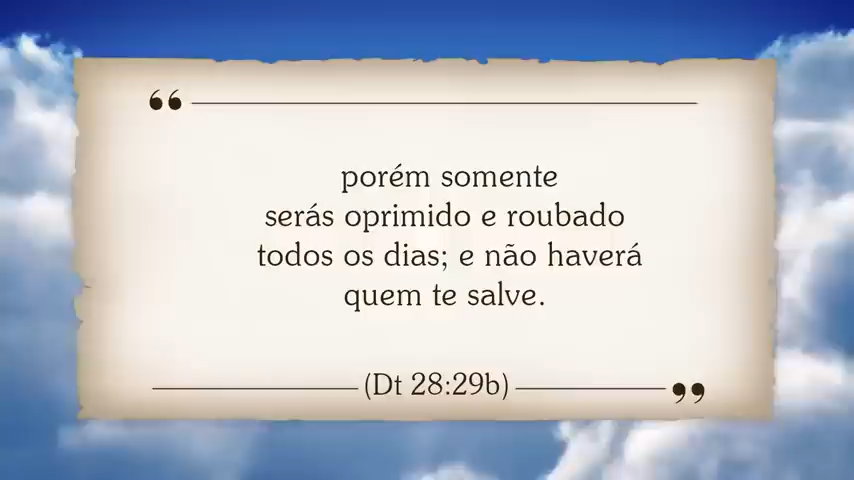 porém somente
serás oprimido e roubado
todos os dias; e não haverá
quem te salve.
(Dt 28:29b)